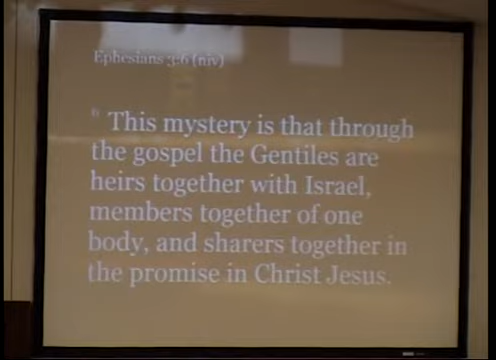 Ephesians 3:6 (niv)
6 This mystery is that through
the gospel the Gentiles are
heirs together with Israel,
members together of one
body, and sharers together in
the promise in Christ Jesus.